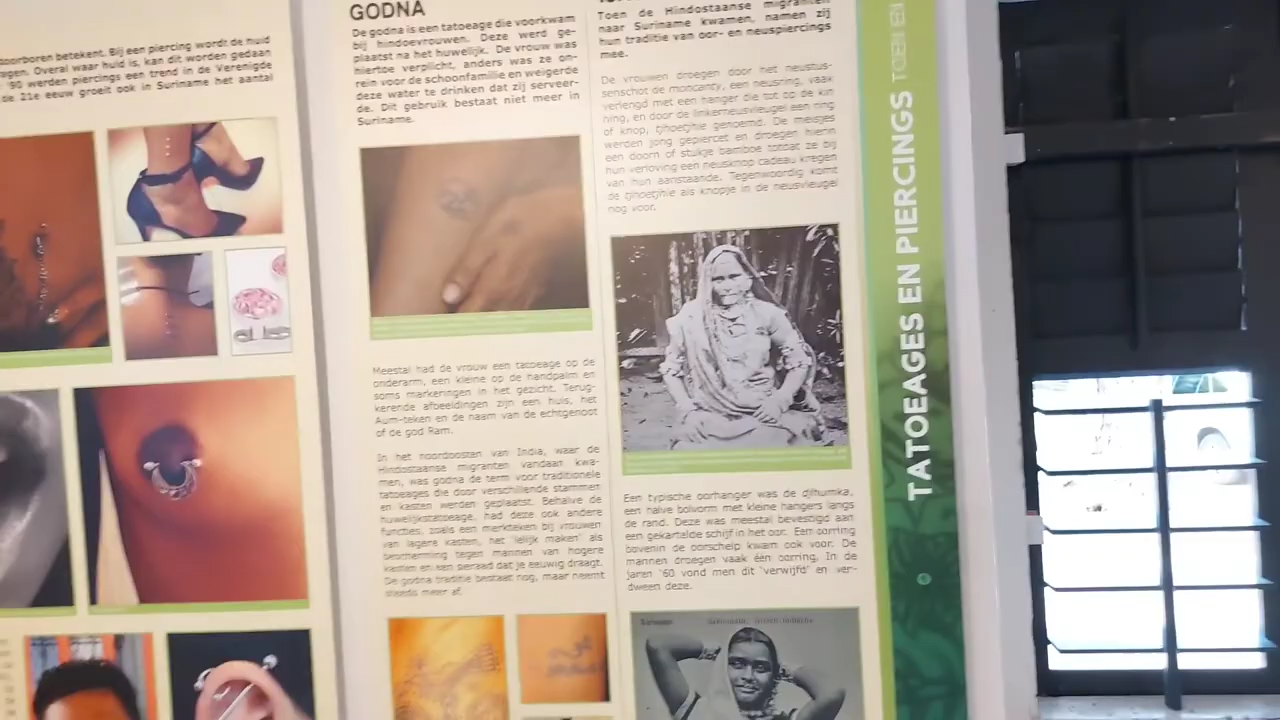 doorboren betekent. Bij een piercing wordt de huid
Overal waar huid is, kan dit worden gedaan
'90 werden piercings een trend in de Verenigde
de 21e eeuw groeit ook in Suriname het aantal
GODNA
De godna is een tatoeage die voorkwam
bij hindoevrouwen. Deze werd ge-
plaatst na het huwelijk. De vrouw was
hiertoe verplicht, anders was ze on-
rein voor de schoonfamilie en weigerde
deze water te drinken dat zij serveer-
de. Dit gebruik bestaat niet meer in
Suriname.
Meestal had de vrouw een tatoeage op de
onderarm, een kleine op de handpalm en
soms markeringen in het gezicht. Terug-
kerende afbeeldingen zijn een huis, het
Aum-teken en de naam van de echtgenoot
of de god Ram.
In het noordoosten van India, waar de
Hindostaanse migranten vandaan kwa-
men, was godna de term voor traditionele
tatoeages die door verschillende stammen
en kasten werden geplaatst. Behalve de
huwelijkstatoeage, had deze ook andere
functies, zoals een merkteken bij vrouwen
van lagere kasten, het 'lelijk maken' als
bescherming tegen mannen van hogere
kasten en een sieraad dat je eeuwig draagt.
De godna traditie bestaat nog, maar neemt
steeds meer af.
Toen de Hindostaanse migranten
naar Suriname kwamen, namen zij
hun traditie van oor- en neuspiercings
mee.
De vrouwen droegen door het neustus-
senschot de moncanty, een neusring, vaak
verlengd met een hanger die tot op de kin
hing, en door de linkerneusvleugel een ring
of knop, tjhoetjhie genoemd. De meisjes
werden jong gepiercet en droegen hierin
een doorn of stukje bamboe totdat ze bij
hun verloving een neusknop cadeau kregen
van hun aanstaande. Tegenwoordig komt
de tjhoetjhie als knopje in de neusvleugel
nog voor.
Een typische oorhanger was de djhumka,
een halve bolvorm met kleine hangers langs
de rand. Deze was meestal bevestigd aan
een gekartelde schijf in het oor. Een oorring
bovenin de oorschelp kwam ook voor. De
mannen droegen vaak één oorring. In de
jaren '60 vond men dit 'verwijfd' en ver-
dween deze.
TATOEAGES EN PIERCINGS TOEN EN